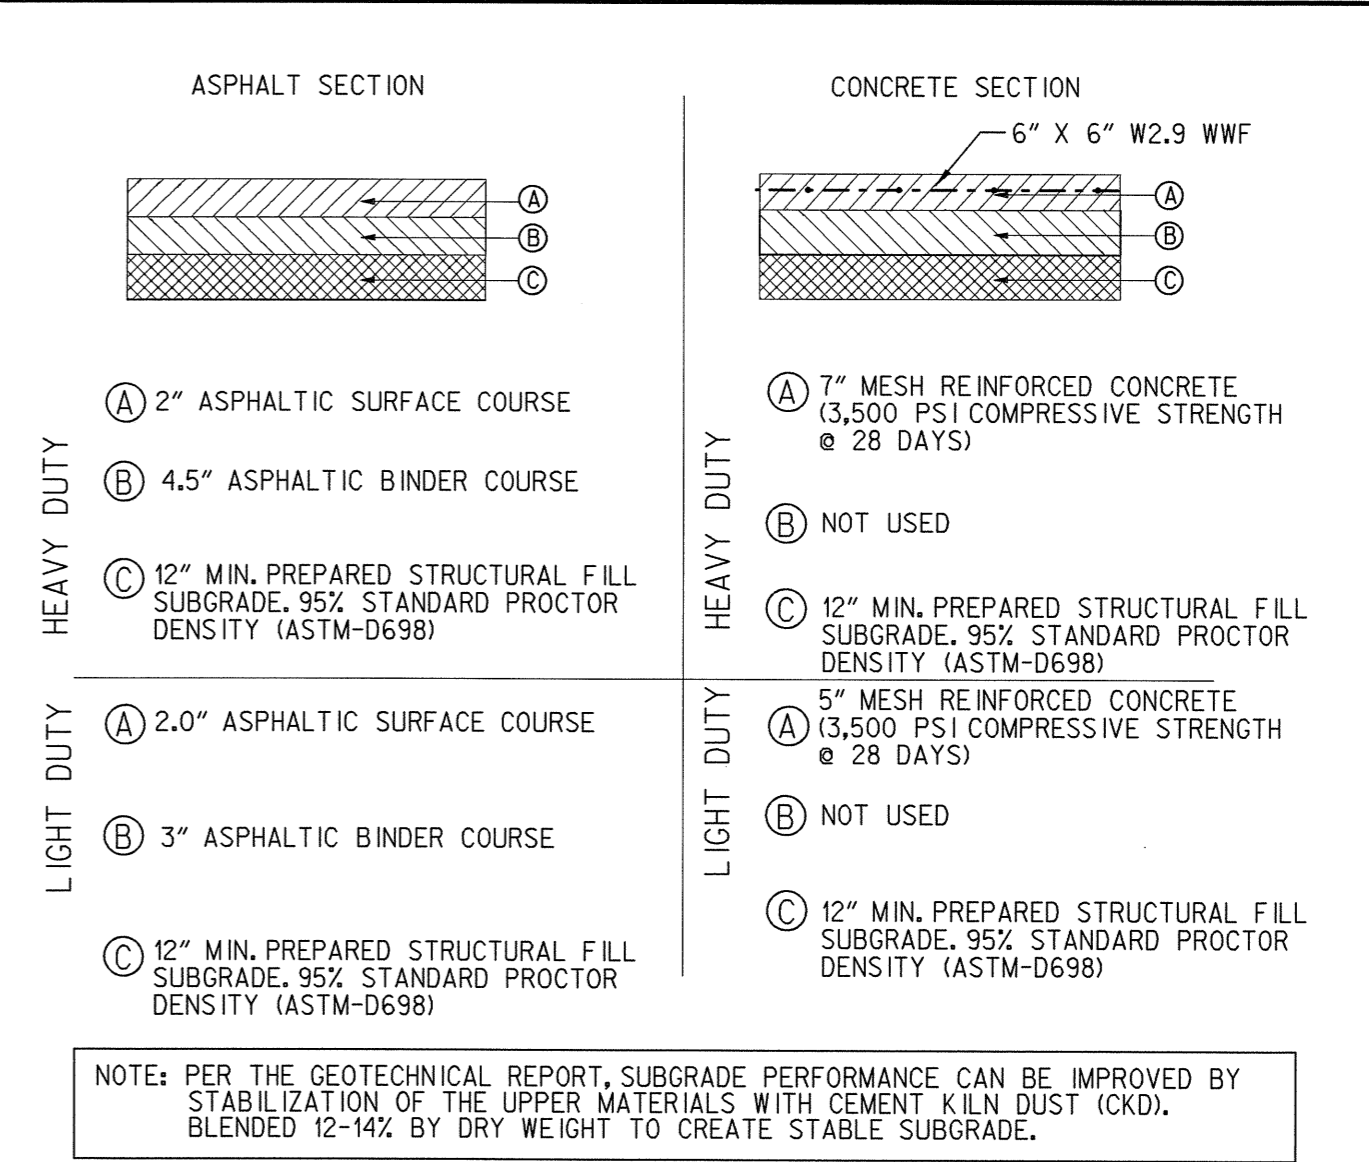 ASPHALT SECTION
A
B
C
HEAVY DUTY
A 2" ASPHALTIC SURFACE COURSE
B 4.5" ASPHALTIC BINDER COURSE
C 12" MIN. PREPARED STRUCTURAL FILL
SUBGRADE. 95% STANDARD PROCTOR
DENSITY (ASTM-D698)
LIGHT DUTY
A 2.0" ASPHALTIC SURFACE COURSE
B 3" ASPHALTIC BINDER COURSE
C 12" MIN. PREPARED STRUCTURAL FILL
SUBGRADE. 95% STANDARD PROCTOR
DENSITY (ASTM-D698)
CONCRETE SECTION
6" X 6" W2.9 WWF
A
B
C
HEAVY DUTY
A 7" MESH REINFORCED CONCRETE
(3,500 PSI COMPRESSIVE STRENGTH
@ 28 DAYS)
B NOT USED
C 12" MIN. PREPARED STRUCTURAL FILL
SUBGRADE. 95% STANDARD PROCTOR
DENSITY (ASTM-D698)
LIGHT DUTY
A 5" MESH REINFORCED CONCRETE
(3,500 PSI COMPRESSIVE STRENGTH
@ 28 DAYS)
B NOT USED
C 12" MIN. PREPARED STRUCTURAL FILL
SUBGRADE. 95% STANDARD PROCTOR
DENSITY (ASTM-D698)
NOTE: PER THE GEOTECHNICAL REPORT, SUBGRADE PERFORMANCE CAN BE IMPROVED BY
STABILIZATION OF THE UPPER MATERIALS WITH CEMENT KILN DUST (CKD).
BLENDED 12-14% BY DRY WEIGHT TO CREATE STABLE SUBGRADE.